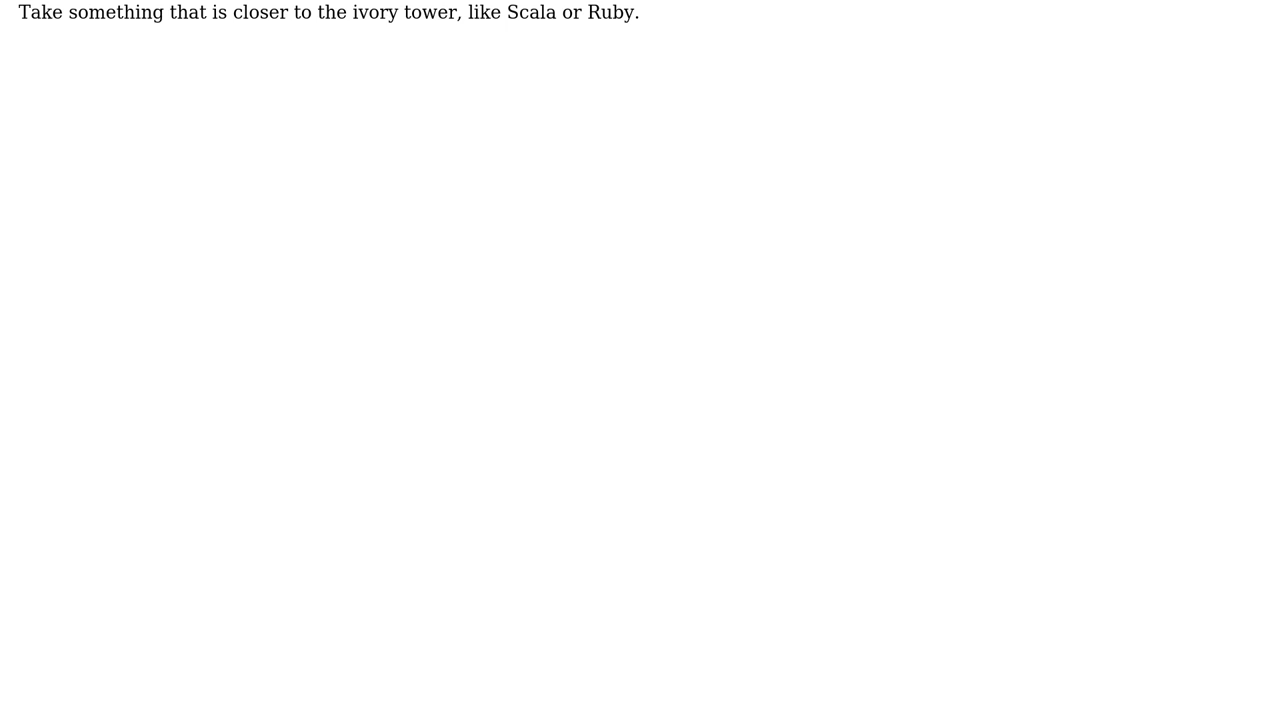 Take something that is closer to the ivory tower, like Scala or Ruby.